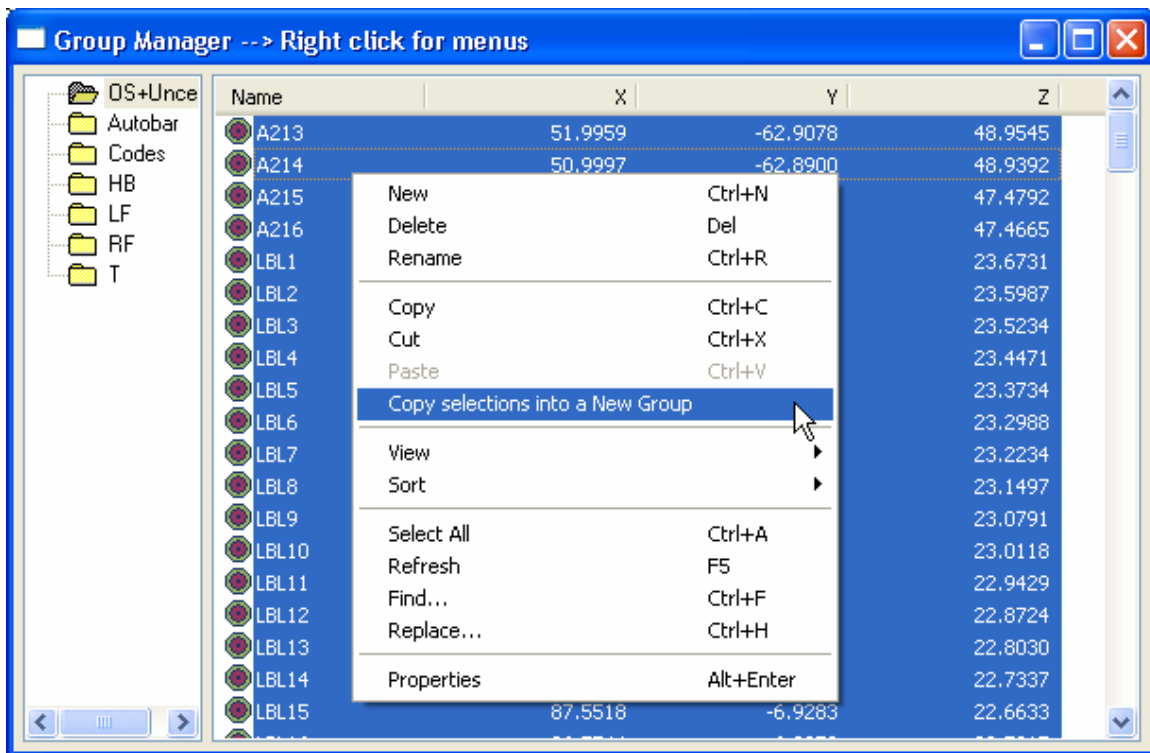 Group Manager --> Right click for menus
OS+Unce
Autobar
Codes
HB
LF
RF
T
Name X Y Z
A213 51.9959 -62.9078 48.9545
A214 50.9997 -62.8900 48.9392
A215 47.4792
A216 47.4665
LBL1 23.6731
LBL2 23.5987
LBL3 23.5234
LBL4 23.4471
LBL5 23.3734
LBL6 23.2988
LBL7 23.2234
LBL8 23.1497
LBL9 23.0791
LBL10 23.0118
LBL11 22.9429
LBL12 22.8724
LBL13 22.8030
LBL14 22.7337
LBL15 87.5518 -6.9283 22.6633
New Ctrl+N
Delete Del
Rename Ctrl+R
Copy Ctrl+C
Cut Ctrl+X
Paste Ctrl+V
Copy selections into a New Group
View
Sort
Select All Ctrl+A
Refresh F5
Find... Ctrl+F
Replace... Ctrl+H
Properties Alt+Enter